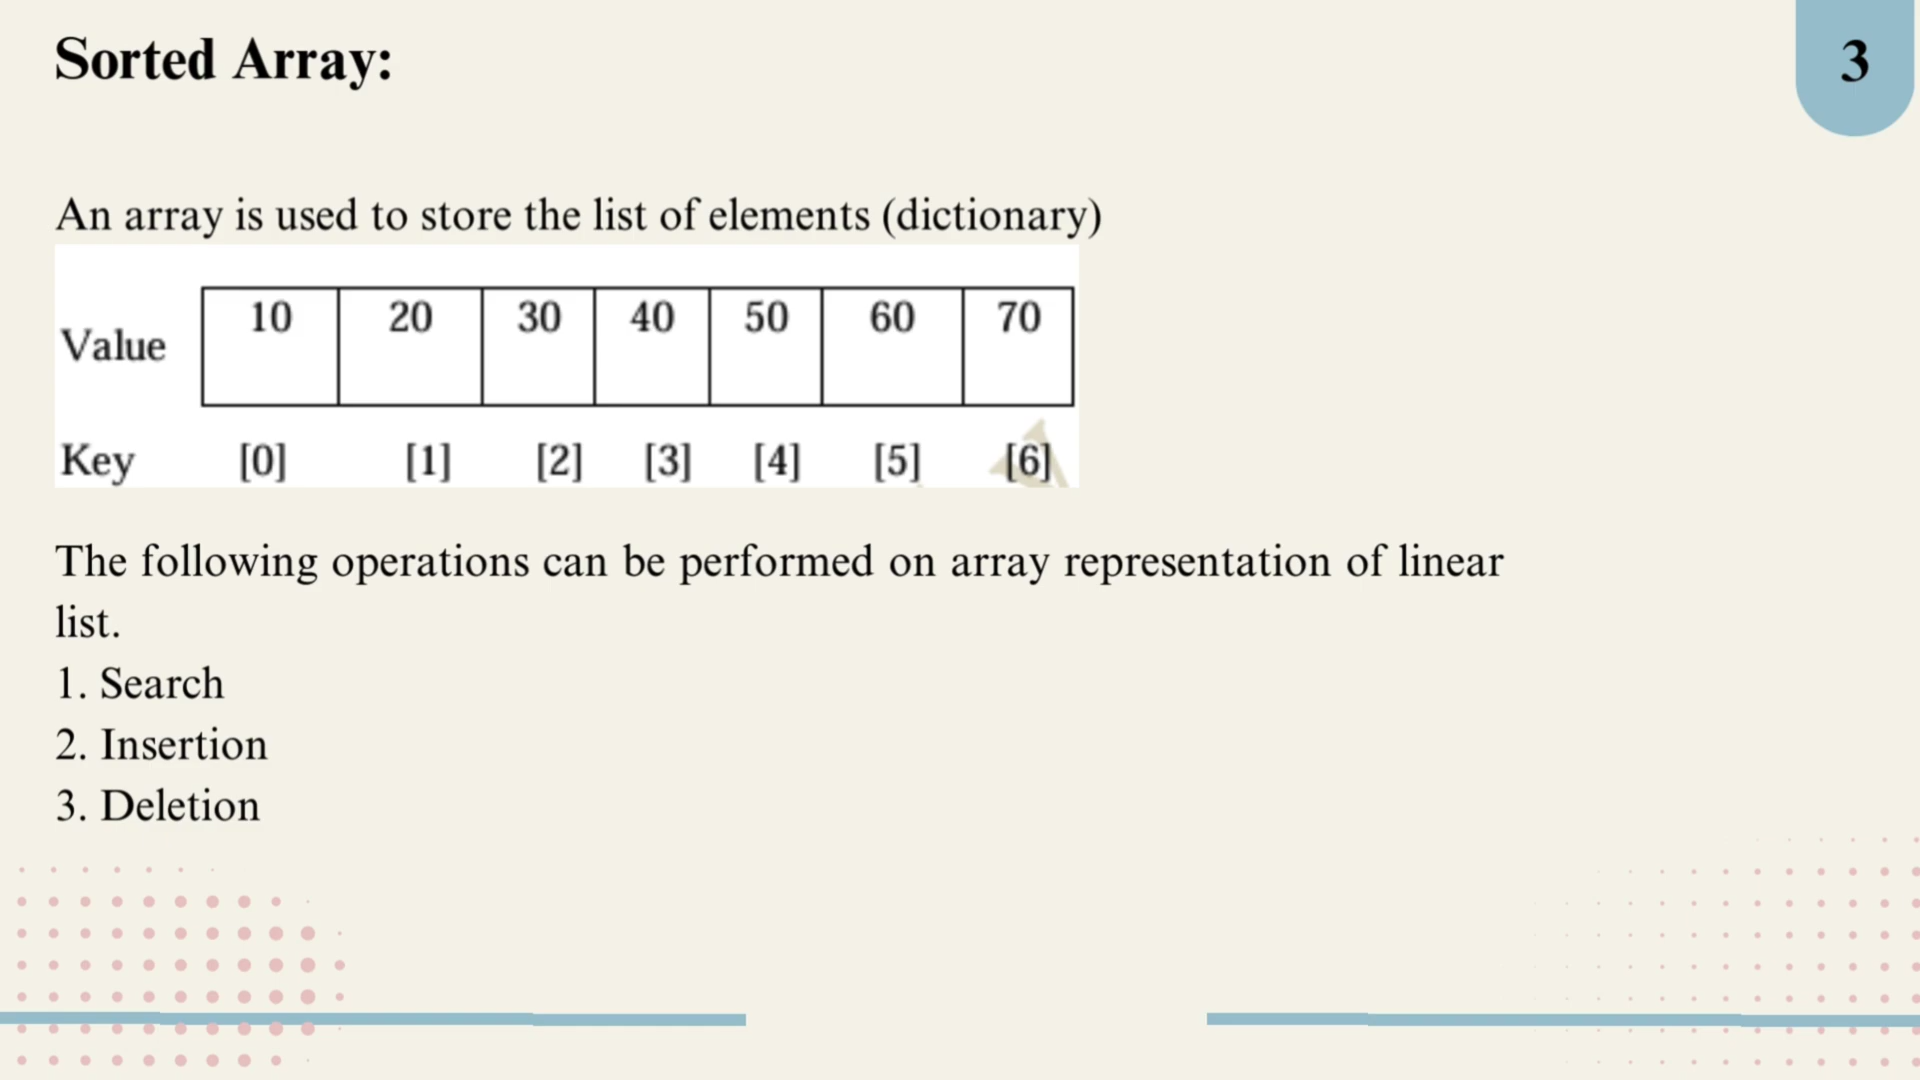 Sorted Array:
3
An array is used to store the list of elements (dictionary)
Value 10 20 30 40 50 60 70
Key [0] [1] [2] [3] [4] [5] [6]
The following operations can be performed on array representation of linear
list.
1. Search
2. Insertion
3. Deletion